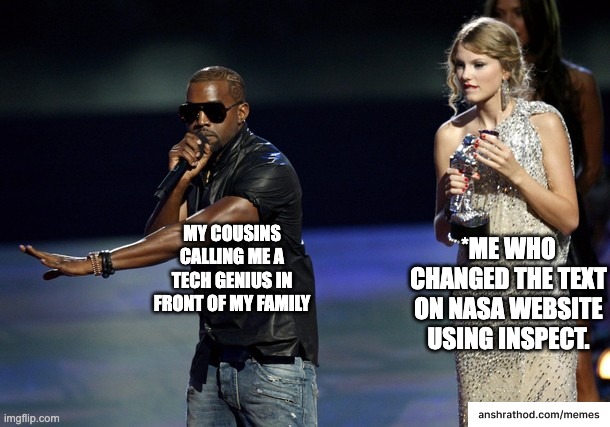 MY COUSINS
CALLING ME A
TECH GENIUS IN
FRONT OF MY FAMILY
*ME WHO
CHANGED THE TEXT
ON NASA WEBSITE
USING INSPECT.
imgflip.com
anshrathod.com/memes